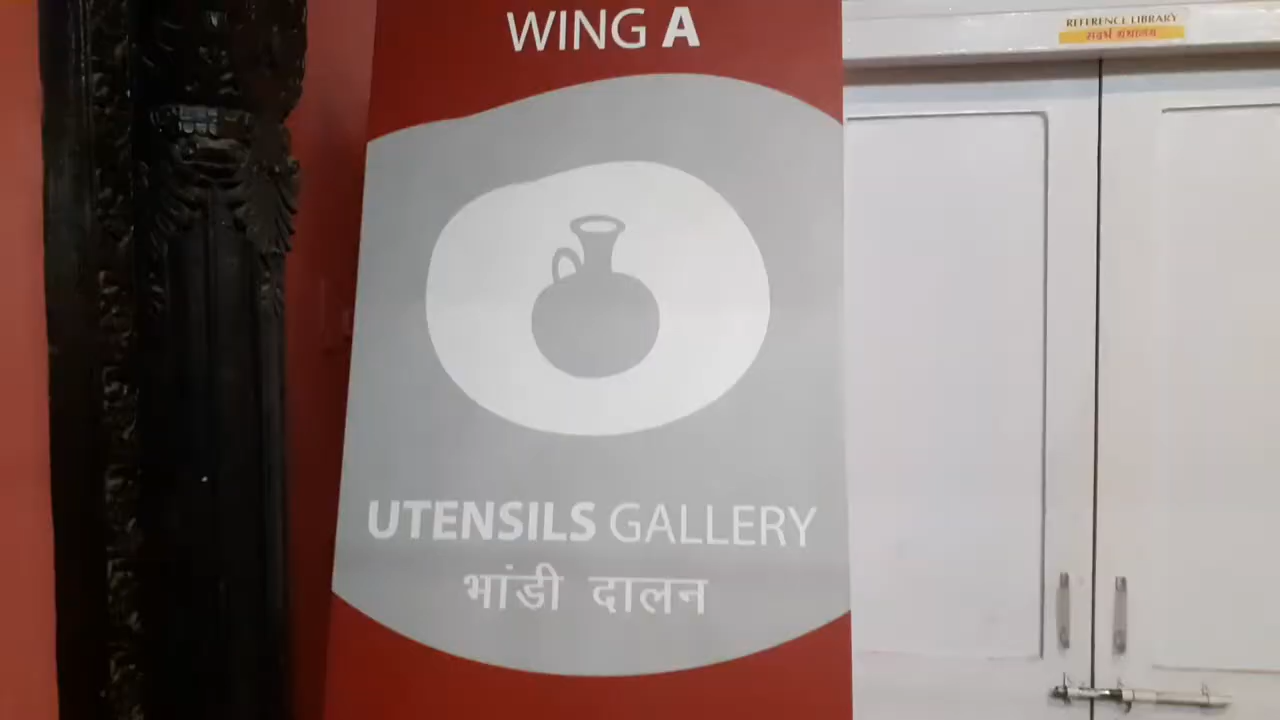 WING A
REFERENCE LIBRARY
संदर्भ ग्रंथालय
UTENSILS GALLERY
भांडी दालन